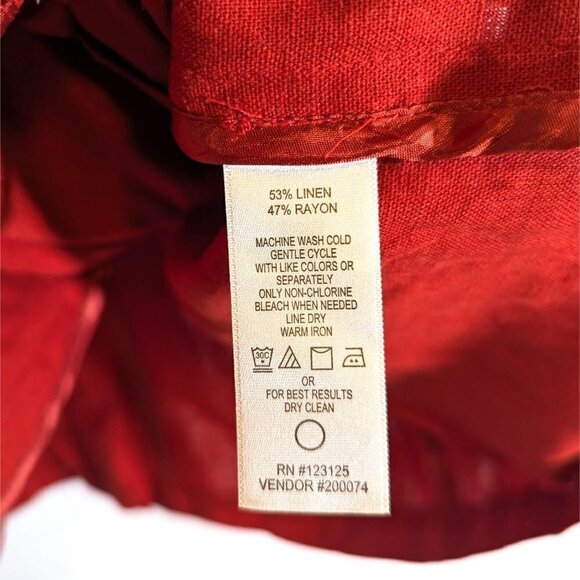 53% LINEN
47% RAYON
MACHINE WASH COLD
GENTLE CYCLE
WITH LIKE COLORS OR
SEPARATELY
ONLY NON-CHLORINE
BLEACH WHEN NEEDED
LINE DRY
WARM IRON
30C
OR
FOR BEST RESULTS
DRY CLEAN
RN #123125
VENDOR #200074